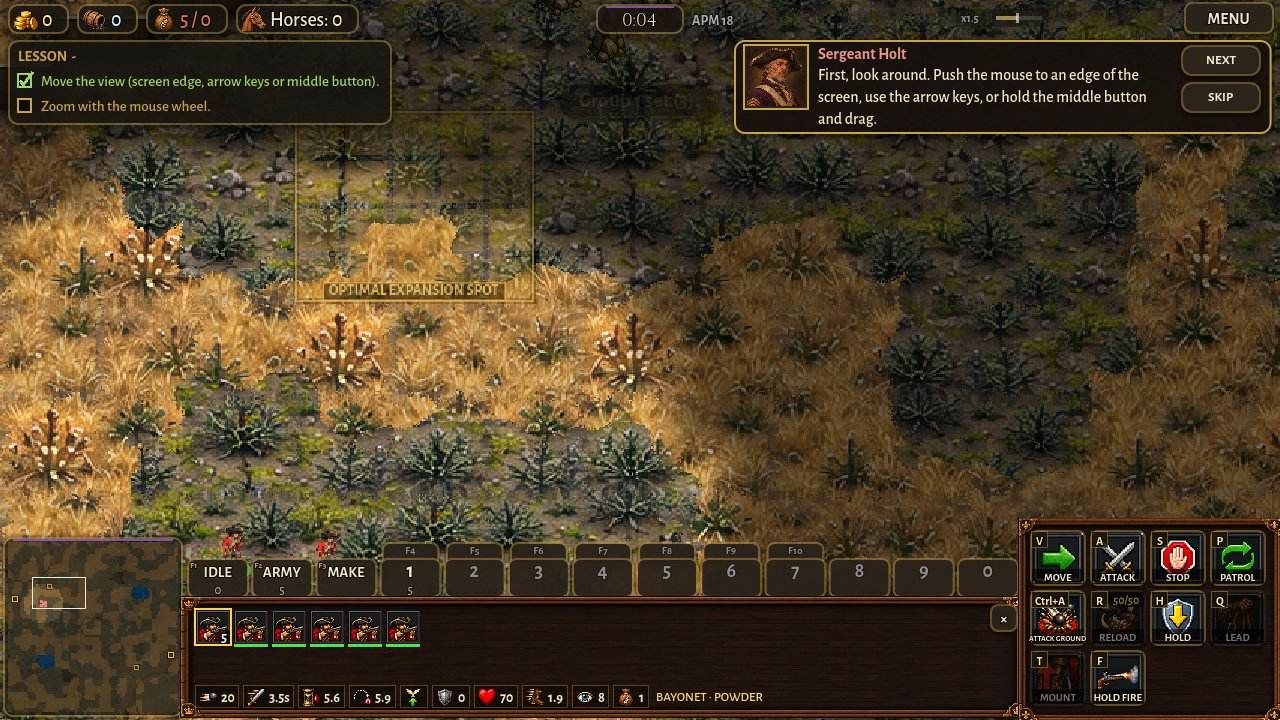 0
0
5 / 0
Horses: 0
0:04
APM 18
x1.5
MENU
LESSON -
Move the view (screen edge, arrow keys or middle button).
Zoom with the mouse wheel.
Sergeant Holt
First, look around. Push the mouse to an edge of the
screen, use the arrow keys, or hold the middle button
and drag.
NEXT
SKIP
OPTIMAL EXPANSION SPOT
F1 IDLE 0
F2 ARMY 5
F3 MAKE
F4 1 5
F5 2
F6 3
F7 4
F8 5
F9 6
F10 7
8
9
0
5
×
20
3.5s
5.6
5.9
0
70
1.9
8
1
BAYONET · POWDER
V MOVE
A ATTACK
S STOP
P PATROL
Ctrl+A ATTACK GROUND
R 50/50 RELOAD
H HOLD
Q LEAD
T MOUNT
F HOLD FIRE